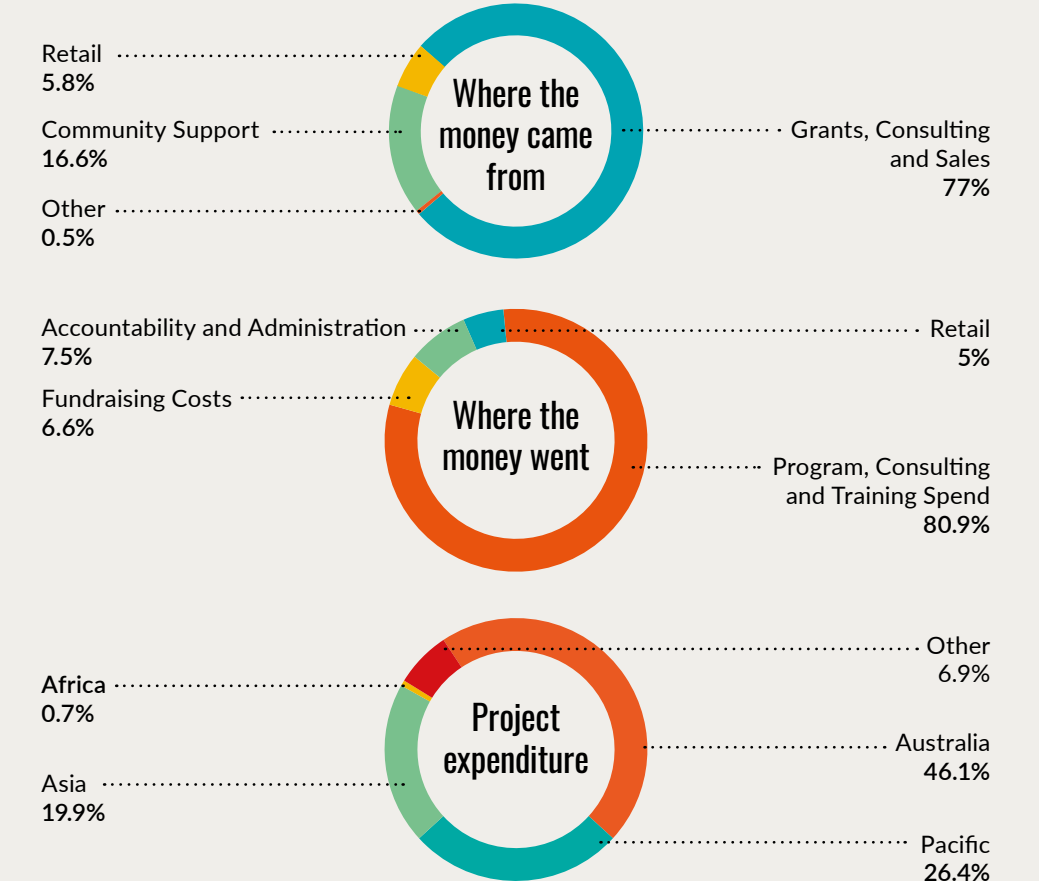 Where the
money came
from
Retail
5.8%
Community Support
16.6%
Other
0.5%
Grants, Consulting
and Sales
77%
Where the
money went
Accountability and Administration
7.5%
Fundraising Costs
6.6%
Retail
5%
Program, Consulting
and Training Spend
80.9%
Project
expenditure
Africa
0.7%
Asia
19.9%
Other
6.9%
Australia
46.1%
Pacific
26.4%